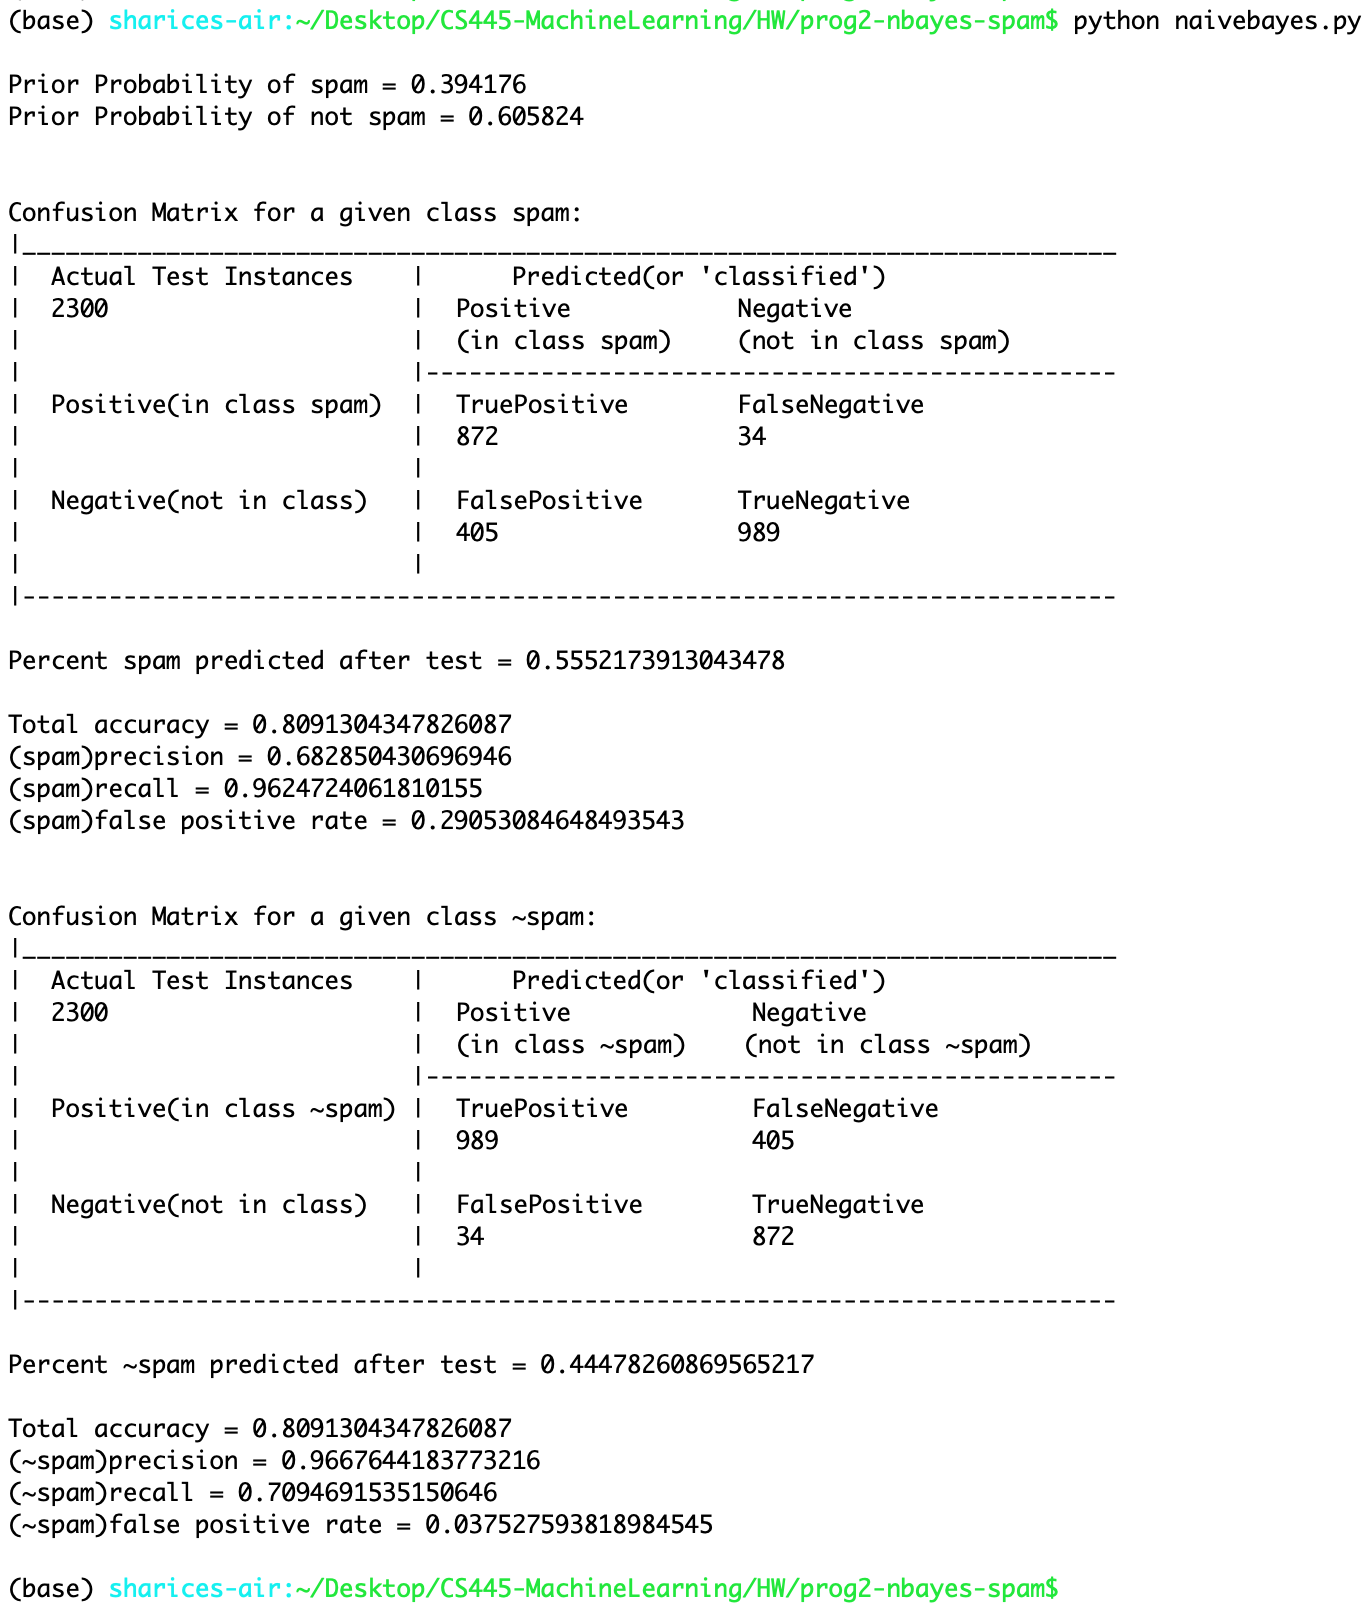 (base) sharices-air:~/Desktop/CS445-MachineLearning/HW/prog2-nbayes-spam$ python naivebayes.py
Prior Probability of spam = 0.394176
Prior Probability of not spam = 0.605824
Confusion Matrix for a given class spam:
|____________________________________________________________________________
|  Actual Test Instances    |      Predicted(or 'classified')
|  2300                     |  Positive           Negative
|                           |  (in class spam)    (not in class spam)
|                           |------------------------------------------------
|  Positive(in class spam)  |  TruePositive       FalseNegative
|                           |  872                34
|                           |
|  Negative(not in class)   |  FalsePositive      TrueNegative
|                           |  405                989
|                           |
|----------------------------------------------------------------------------
Percent spam predicted after test = 0.5552173913043478
Total accuracy = 0.8091304347826087
(spam)precision = 0.682850430696946
(spam)recall = 0.9624724061810155
(spam)false positive rate = 0.29053084648493543
Confusion Matrix for a given class ~spam:
|____________________________________________________________________________
|  Actual Test Instances    |      Predicted(or 'classified')
|  2300                     |  Positive            Negative
|                           |  (in class ~spam)    (not in class ~spam)
|                           |------------------------------------------------
|  Positive(in class ~spam) |  TruePositive        FalseNegative
|                           |  989                 405
|                           |
|  Negative(not in class)   |  FalsePositive       TrueNegative
|                           |  34                  872
|                           |
|----------------------------------------------------------------------------
Percent ~spam predicted after test = 0.44478260869565217
Total accuracy = 0.8091304347826087
(~spam)precision = 0.9667644183773216
(~spam)recall = 0.7094691535150646
(~spam)false positive rate = 0.037527593818984545
(base) sharices-air:~/Desktop/CS445-MachineLearning/HW/prog2-nbayes-spam$